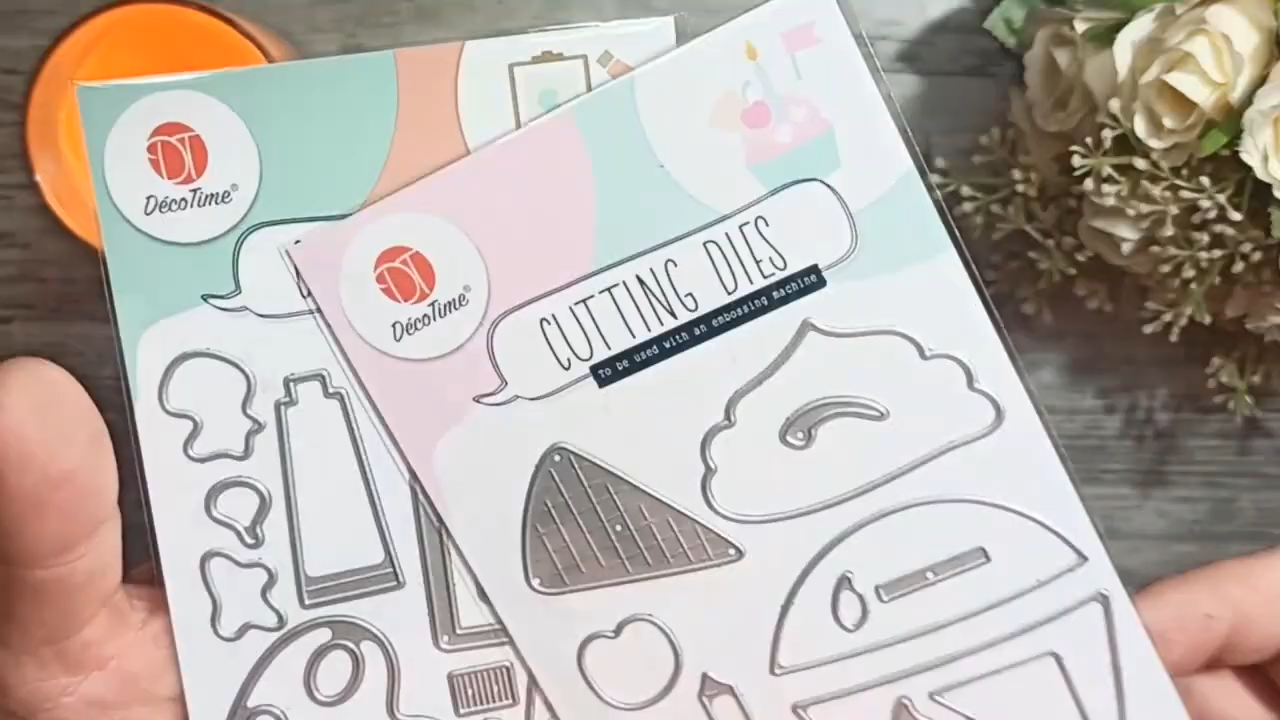 DT
DécoTime®
DT
DécoTime®
CUTTING DIES
To be used with an embossing machine